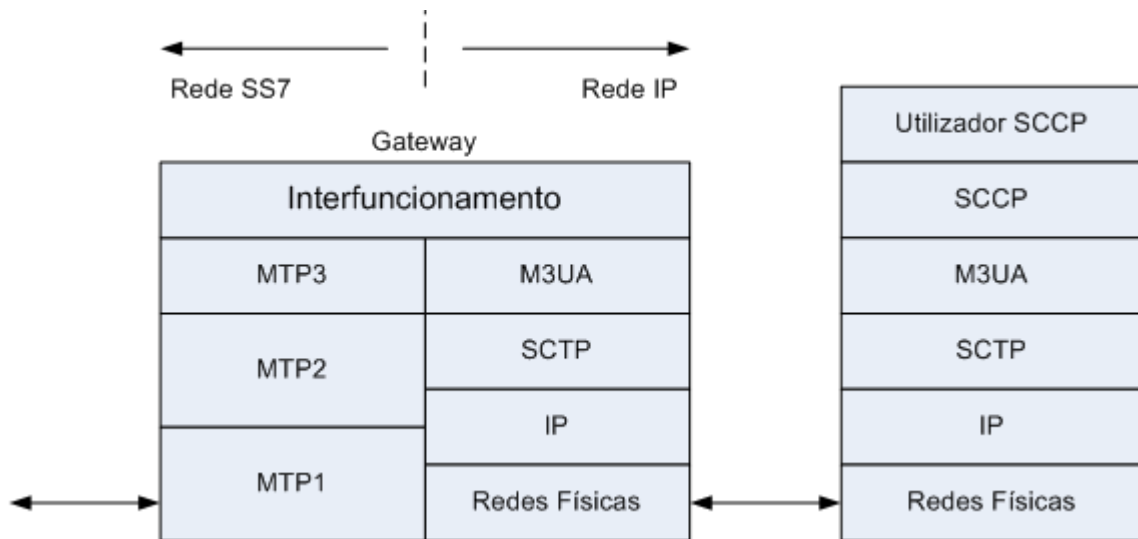 Rede SS7
Rede IP
Gateway
Interfuncionamento
MTP3
MTP2
MTP1
M3UA
SCTP
IP
Redes Físicas
Utilizador SCCP
SCCP
M3UA
SCTP
IP
Redes Físicas